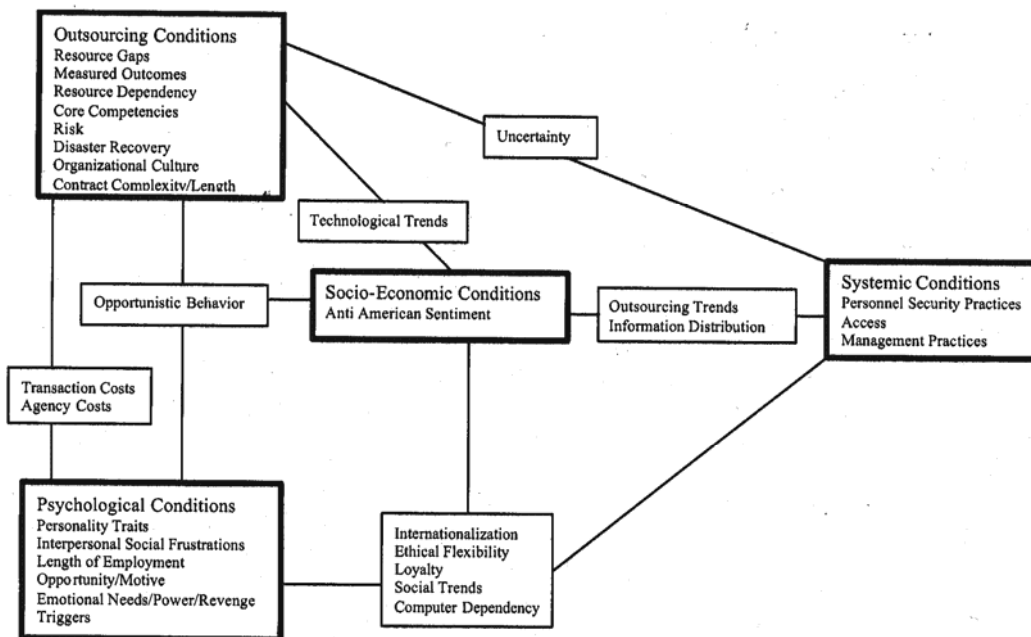 Outsourcing Conditions
Resource Gaps
Measured Outcomes
Resource Dependency
Core Competencies
Risk
Disaster Recovery
Organizational Culture
Contract Complexity/Length
Uncertainty
Technological Trends
Opportunistic Behavior
Socio-Economic Conditions
Anti American Sentiment
Outsourcing Trends
Information Distribution
Systemic Conditions
Personnel Security Practices
Access
Management Practices
Transaction Costs
Agency Costs
Psychological Conditions
Personality Traits
Interpersonal Social Frustrations
Length of Employment
Opportunity/Motive
Emotional Needs/Power/Revenge
Triggers
Internationalization
Ethical Flexibility
Loyalty
Social Trends
Computer Dependency